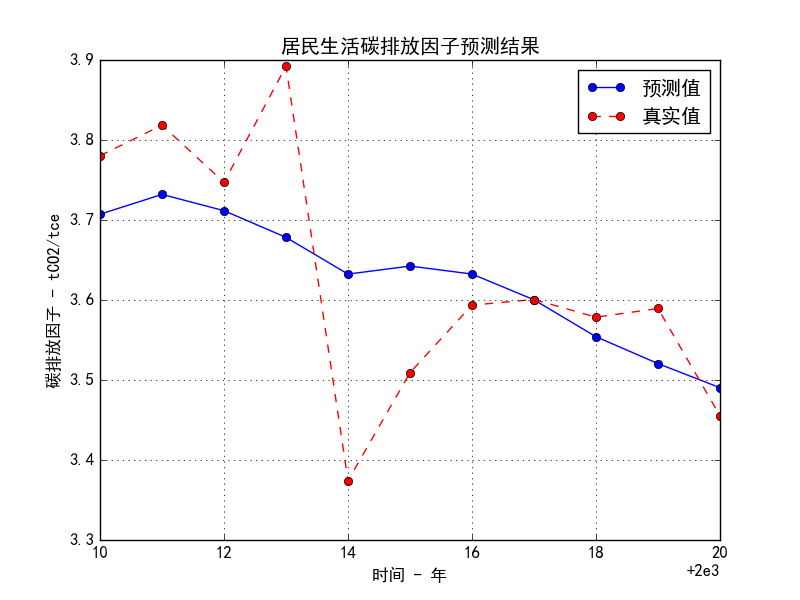 居民生活碳排放因子预测结果
预测值
真实值
3.9
3.8
3.7
3.6
3.5
3.4
3.3
碳排放因子 - tCO2/tce
10 12 14 16 18 20
+2e3
时间 - 年